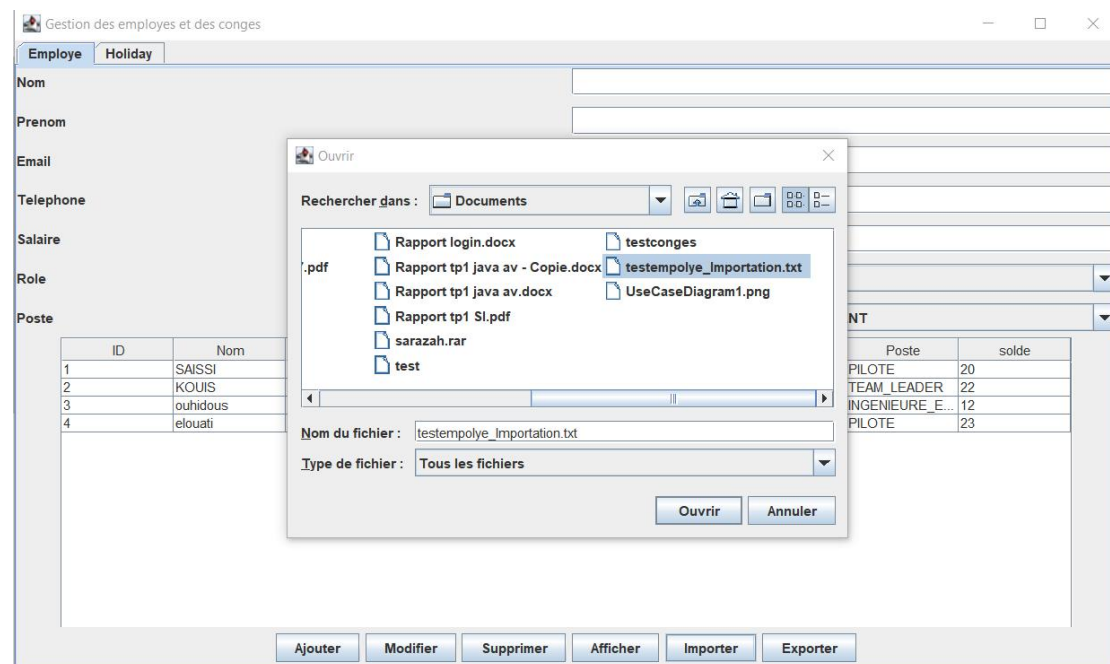 Gestion des employes et des conges
Employe Holiday
Nom
Prenom
Email
Telephone
Salaire
Role
Poste
NT
Ouvrir
Rechercher dans : Documents
.pdf
Rapport login.docx
Rapport tp1 java av - Copie.docx
Rapport tp1 java av.docx
Rapport tp1 SI.pdf
sarazah.rar
test
testconges
testempolye_Importation.txt
UseCaseDiagram1.png
Nom du fichier : testempolye_Importation.txt
Type de fichier : Tous les fichiers
Ouvrir Annuler
ID Nom Poste solde
1 SAISSI PILOTE 20
2 KOUIS TEAM_LEADER 22
3 ouhidous INGENIEURE_E... 12
4 elouati PILOTE 23
Ajouter Modifier Supprimer Afficher Importer Exporter